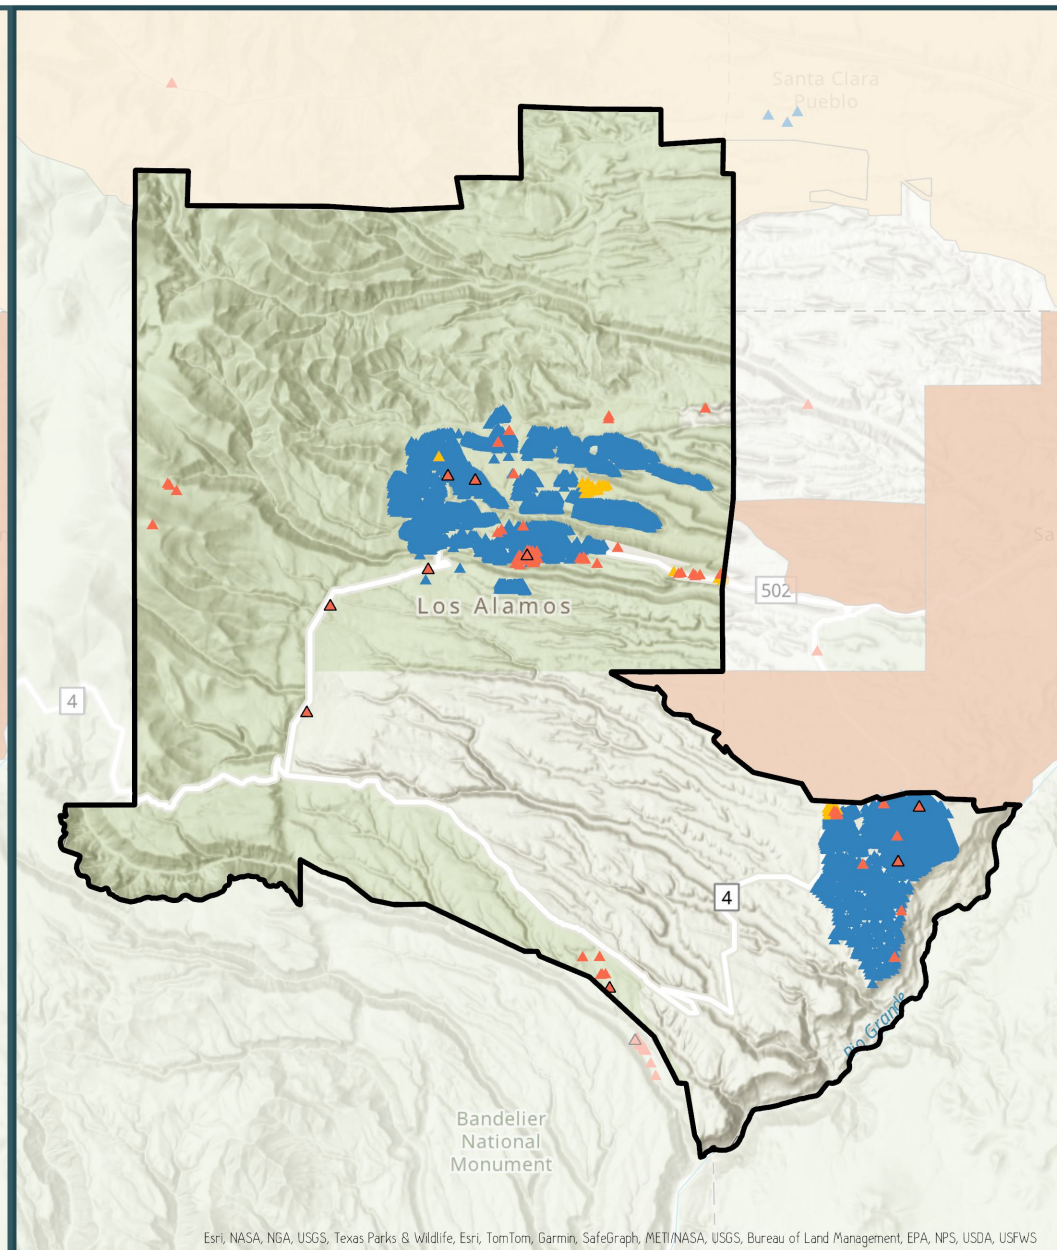 Santa Clara
Pueblo
502
Los Alamos
4
4
Rio Grande
Bandelier
National
Monument
Esri, NASA, NGA, USGS, Texas Parks & Wildlife, Esri, TomTom, Garmin, SafeGraph, METI/NASA, USGS, Bureau of Land Management, EPA, NPS, USDA, USFWS